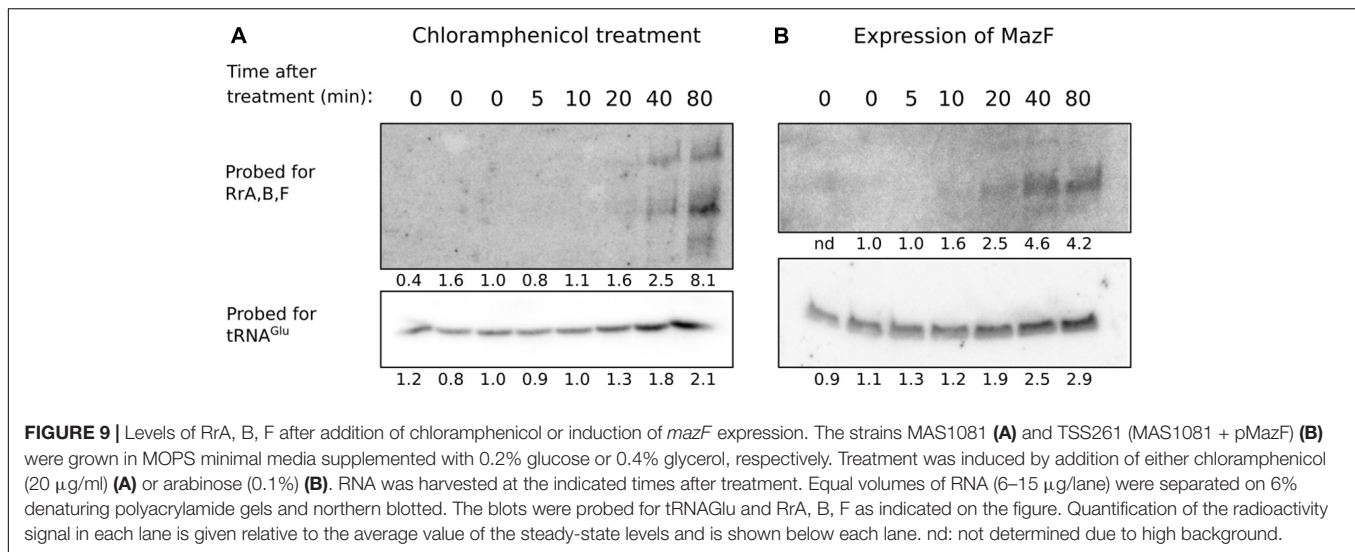 A Chloramphenicol treatment
Time after
treatment (min): 0 0 0 5 10 20 40 80
Probed for
RrA,B,F
0.4 1.6 1.0 0.8 1.1 1.6 2.5 8.1
Probed for
tRNAGlu
1.2 0.8 1.0 0.9 1.0 1.3 1.8 2.1
B Expression of MazF
0 0 5 10 20 40 80
nd 1.0 1.0 1.6 2.5 4.6 4.2
0.9 1.1 1.3 1.2 1.9 2.5 2.9
FIGURE 9 | Levels of RrA, B, F after addition of chloramphenicol or induction of mazF expression. The strains MAS1081 (A) and TSS261 (MAS1081 + pMazF) (B)
were grown in MOPS minimal media supplemented with 0.2% glucose or 0.4% glycerol, respectively. Treatment was induced by addition of either chloramphenicol
(20 μg/ml) (A) or arabinose (0.1%) (B). RNA was harvested at the indicated times after treatment. Equal volumes of RNA (6–15 μg/lane) were separated on 6%
denaturing polyacrylamide gels and northern blotted. The blots were probed for tRNAGlu and RrA, B, F as indicated on the figure. Quantification of the radioactivity
signal in each lane is given relative to the average value of the steady-state levels and is shown below each lane. nd: not determined due to high background.